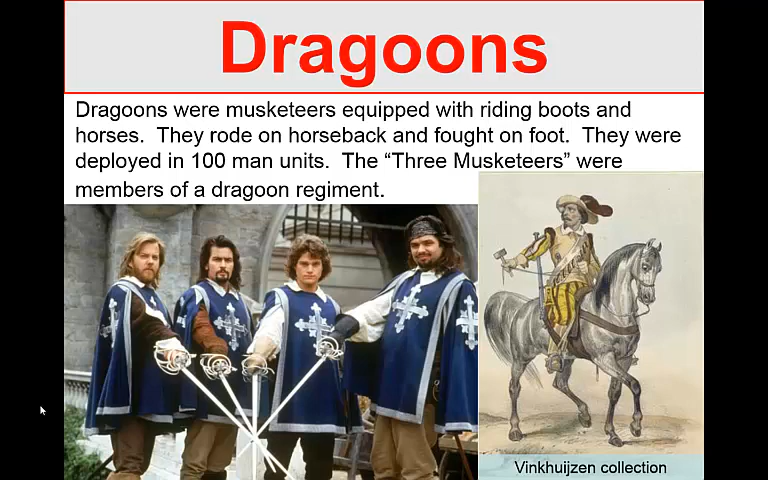 Dragoons
Dragoons were musketeers equipped with riding boots and
horses.  They rode on horseback and fought on foot.  They were
deployed in 100 man units.  The “Three Musketeers” were
members of a dragoon regiment.
Vinkhuijzen collection